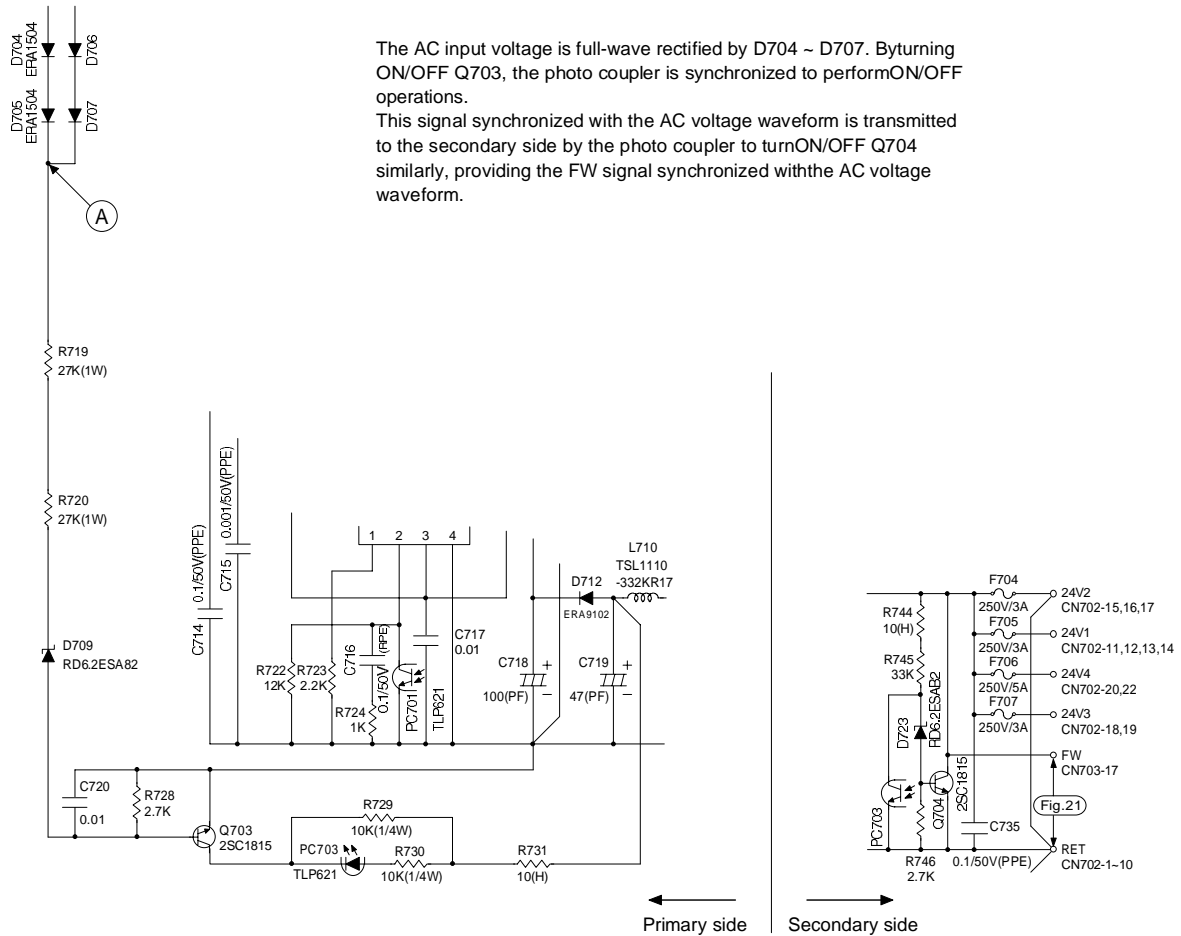 D704
ERA1504
D706
D705
ERA1504
D707
A
The AC input voltage is full-wave rectified by D704 ~ D707. Byturning
ON/OFF Q703, the photo coupler is synchronized to performON/OFF
operations.
This signal synchronized with the AC voltage waveform is transmitted
to the secondary side by the photo coupler to turnON/OFF Q704
similarly, providing the FW signal synchronized withthe AC voltage
waveform.
R719
27K(1W)
R720
27K(1W)
D709
RD6.2ESA82
C714
0.1/50V(PPE)
C715
0.001/50V(PPE)
1 2 3 4
R722
12K
R723
2.2K
C716
0.1/50V (PPE)
R724
1K
PC701
TLP621
C717
0.01
C718
+
−
100(PF)
D712
ERA9102
L710
TSL1110
-332KR17
C719
+
−
47(PF)
C720
0.01
R728
2.7K
Q703
2SC1815
R729
10K(1/4W)
PC703
TLP621
R730
10K(1/4W)
R731
10(H)
Primary side
Secondary side
R744
10(H)
R745
33K
D723
RD6.2ESAB2
PC703
Q704
2SC1815
R746
2.7K
C735
0.1/50V(PPE)
F704
250V/3A
24V2
CN702-15,16,17
F705
250V/3A
24V1
CN702-11,12,13,14
F706
250V/5A
24V4
CN702-20,22
F707
250V/3A
24V3
CN702-18,19
FW
CN703-17
Fig.21
RET
CN702-1~10